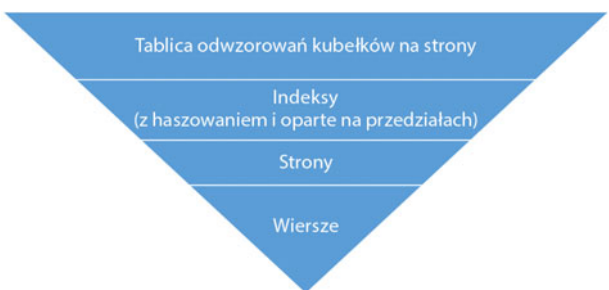 Tablica odwzorowań kubełków na strony
Indeksy
(z haszowaniem i oparte na przedziałach)
Strony
Wiersze